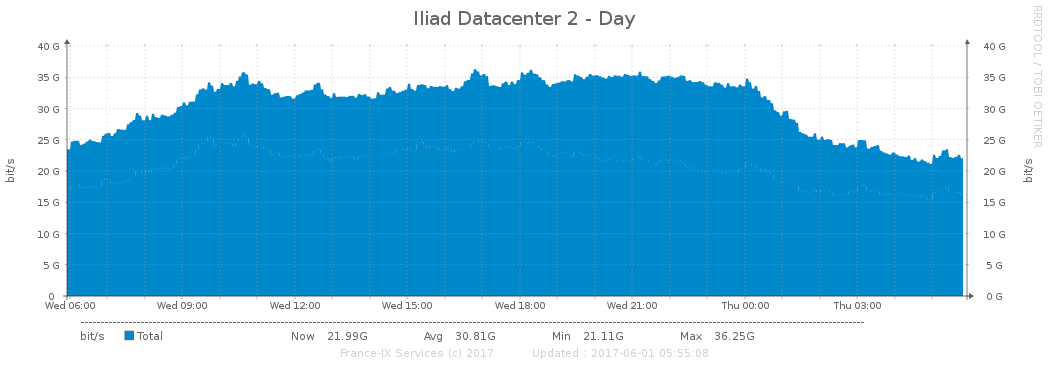 Iliad Datacenter 2 - Day
RRDTOOL / TOBI OETIKER
40 G 40 G
35 G 35 G
30 G 30 G
25 G 25 G
20 G 20 G
15 G 15 G
10 G 10 G
5 G 5 G
0 0 G
bit/s bit/s
Wed 06:00 Wed 09:00 Wed 12:00 Wed 15:00 Wed 18:00 Wed 21:00 Thu 00:00 Thu 03:00
bit/s Total Now 21.99G Avg 30.81G Min 21.11G Max 36.25G
France-IX Services (c) 2017 Updated : 2017-06-01 05:55:08